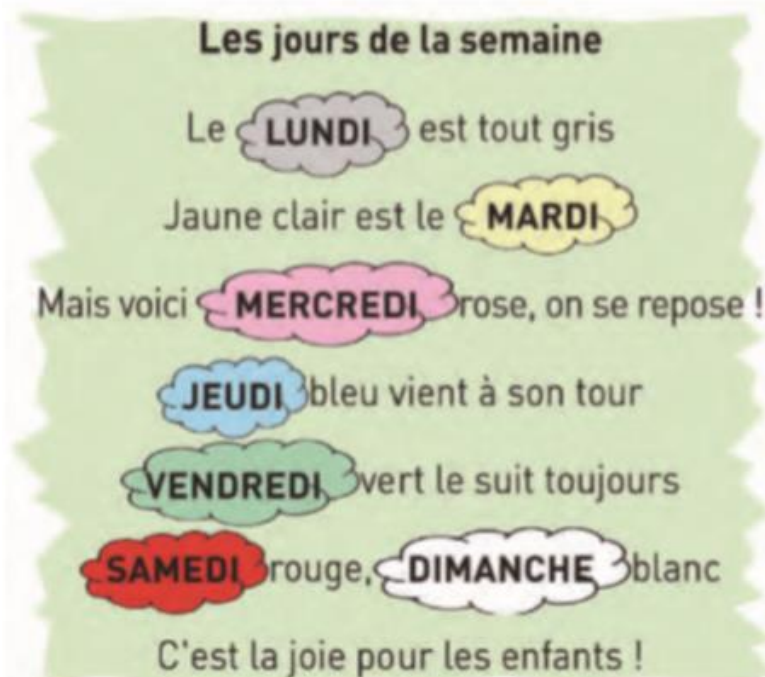 Les jours de la semaine
Le LUNDI est tout gris
Jaune clair est le MARDI
Mais voici MERCREDI rose, on se repose !
JEUDI bleu vient à son tour
VENDREDI vert le suit toujours
SAMEDI rouge, DIMANCHE blanc
C'est la joie pour les enfants !